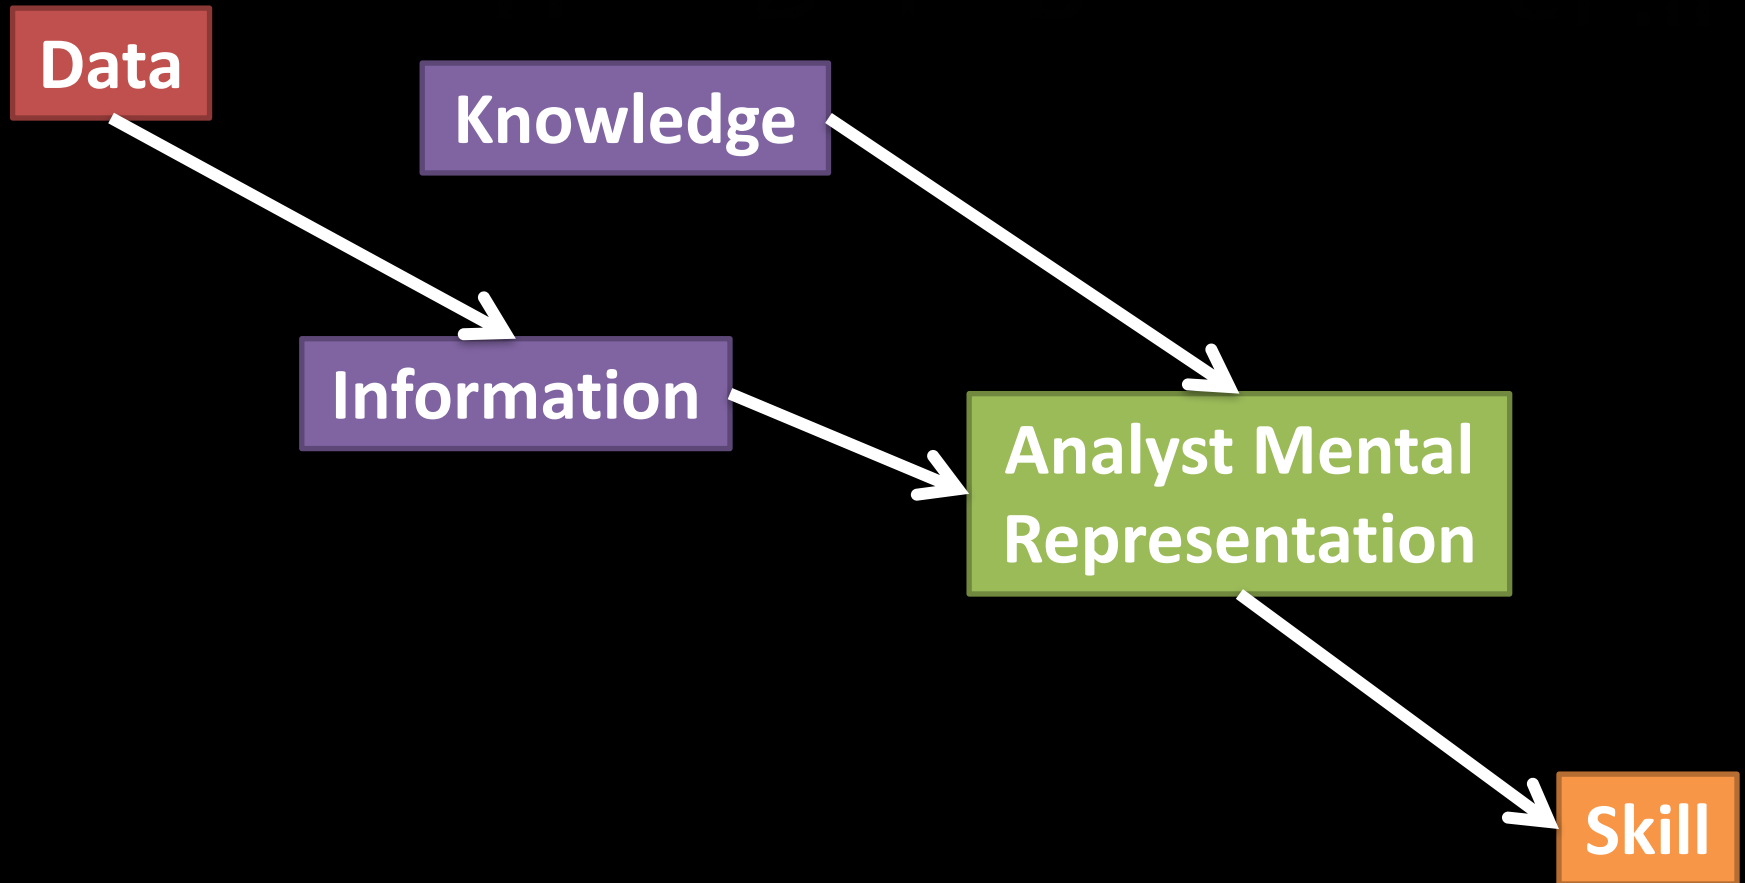 Data
Knowledge
Information
Analyst Mental
Representation
Skill